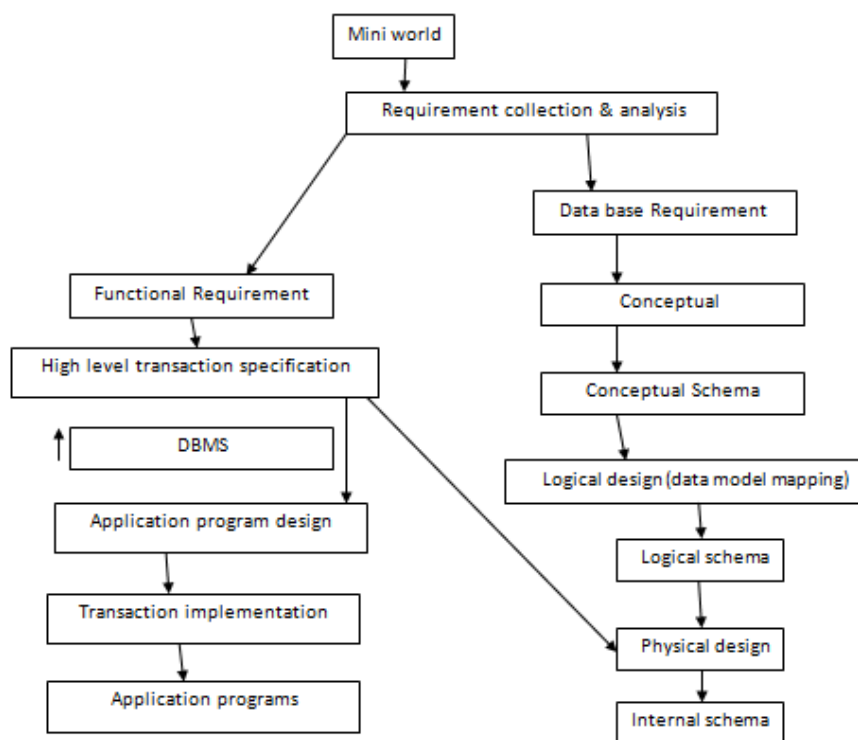 Mini world
Requirement collection & analysis
Data base Requirement
Functional Requirement
Conceptual
High level transaction specification
Conceptual Schema
DBMS
Logical design (data model mapping)
Application program design
Logical schema
Transaction implementation
Physical design
Application programs
Internal schema